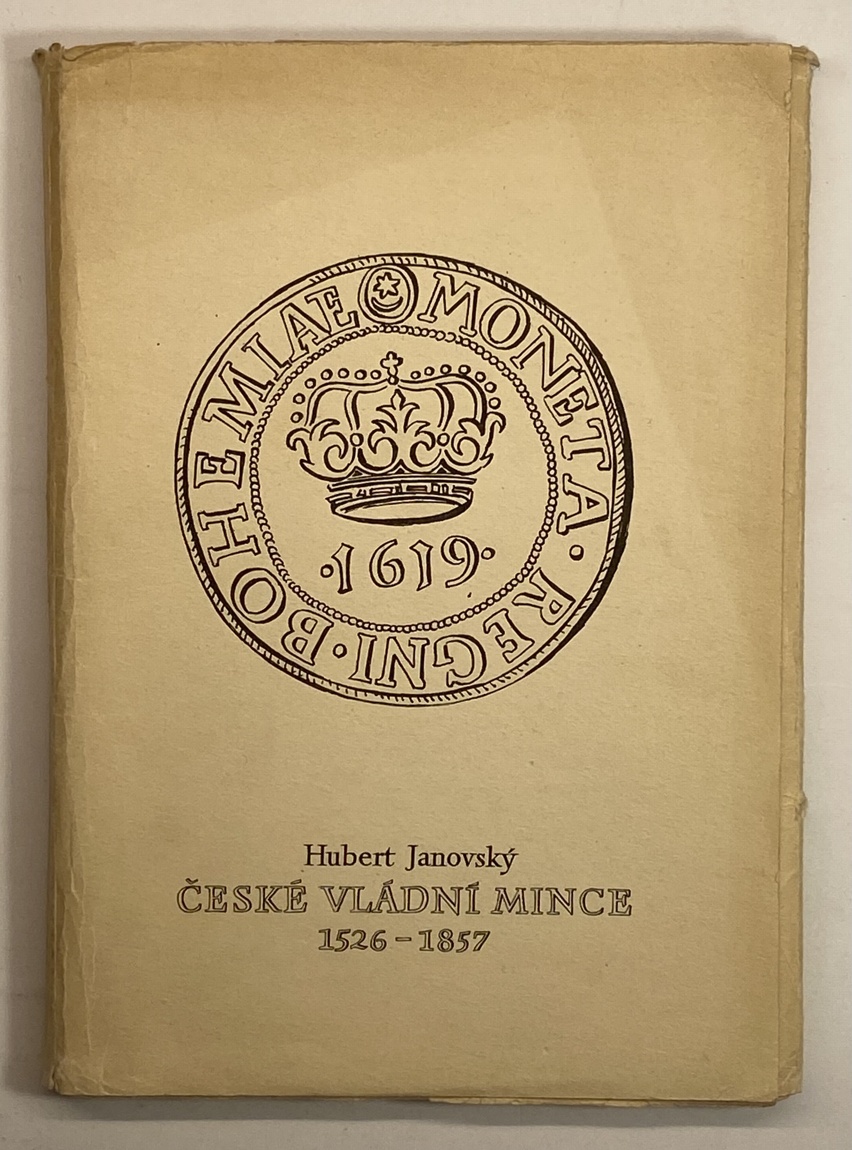 MONETA · REGNI · BOHEMIAE
· 1619 ·
Hubert Janovský
ČESKÉ VLÁDNÍ MINCE
1526 – 1857